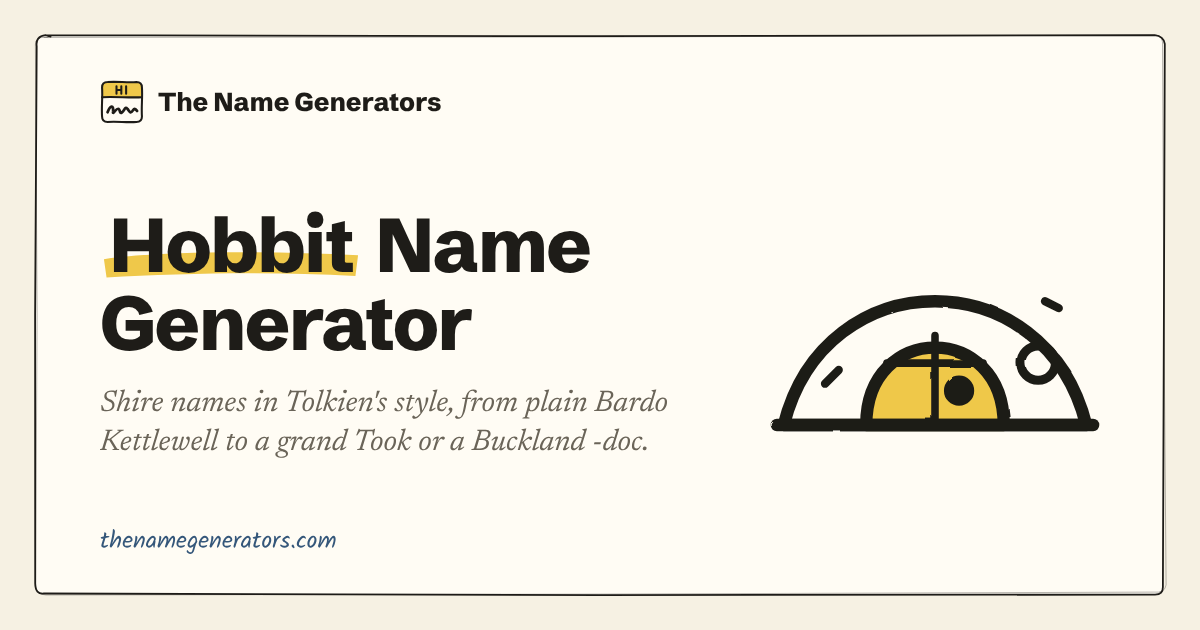 HI
The Name Generators
Hobbit Name
Generator
Shire names in Tolkien's style, from plain Bardo
Kettlewell to a grand Took or a Buckland -doc.
thenamegenerators.com